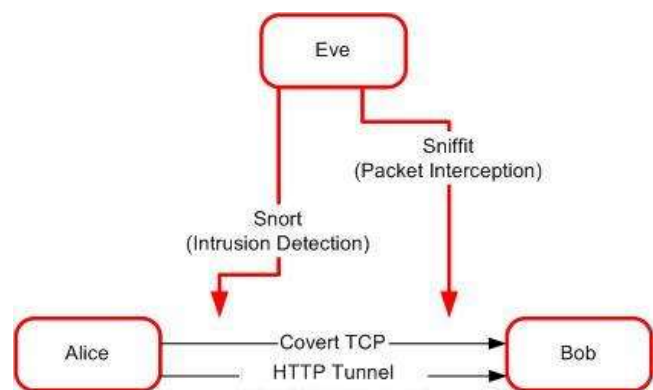 Eve
Sniffit
(Packet Interception)
Snort
(Intrusion Detection)
Alice
Covert TCP
Bob
HTTP Tunnel